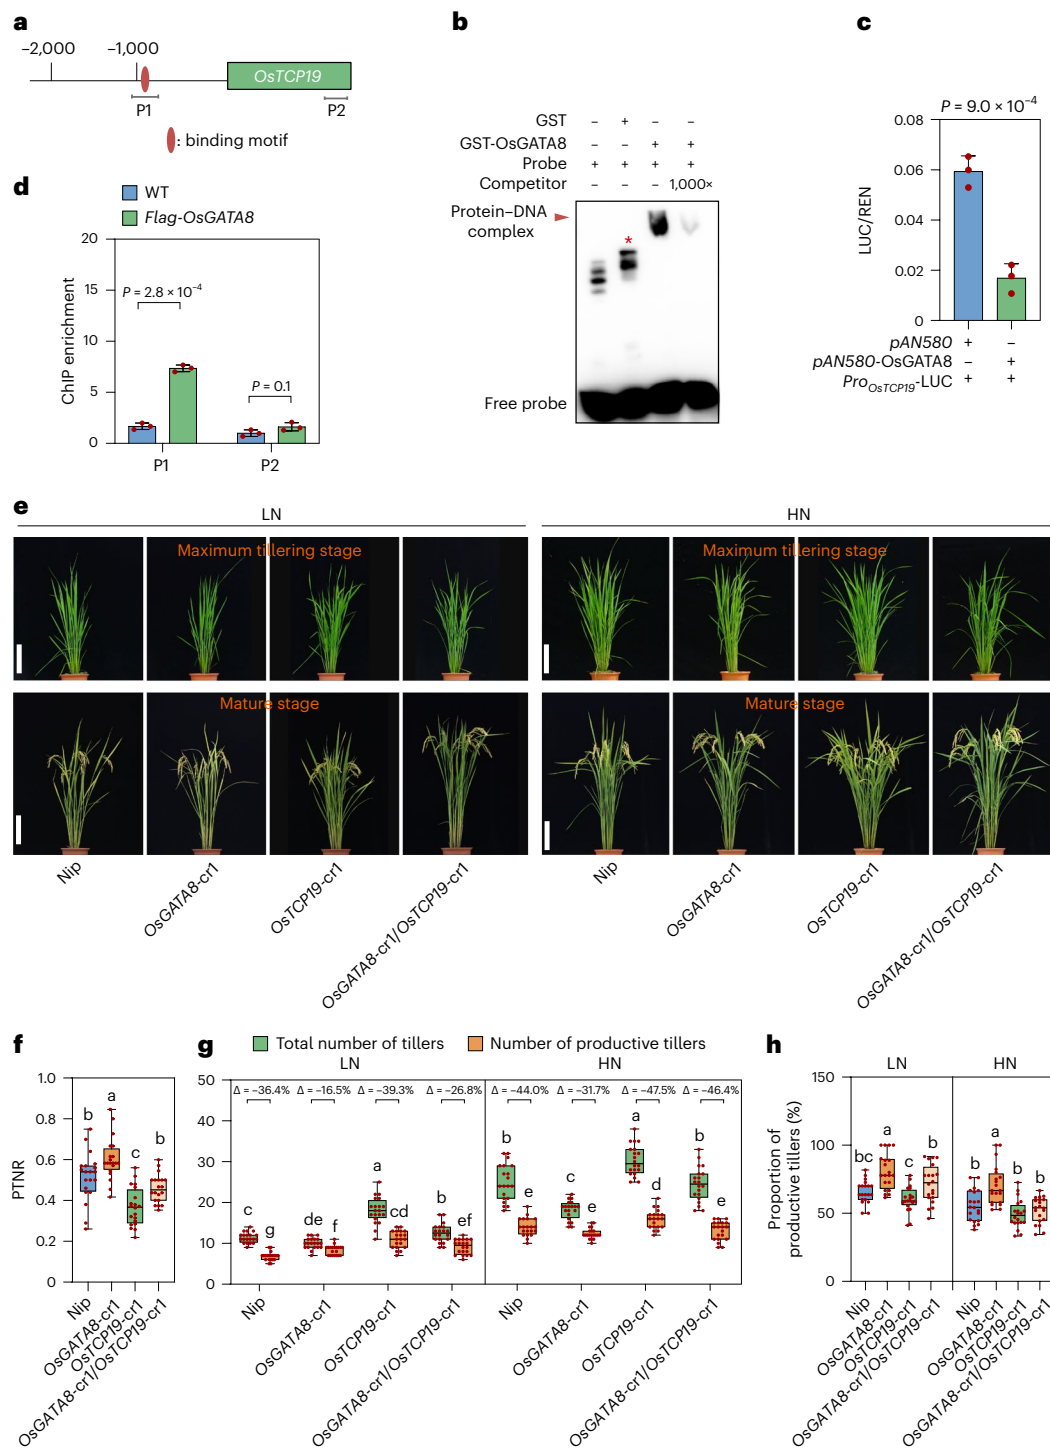 a
−2,000
−1,000
OsTCP19
P1
P2
: binding motif
b
GST
− + − −
GST-OsGATA8
− − + +
Probe
+ + + +
Competitor
− − − 1,000×
Protein–DNA
complex
*
Free probe
c
P = 9.0 × 10⁻⁴
0.08
0.06
0.04
0.02
0
LUC/REN
pAN580 + −
pAN580-OsGATA8 − +
Pro_OsTCP19-LUC + +
d
WT
Flag-OsGATA8
20
15
10
5
0
ChIP enrichment
P = 2.8 × 10⁻⁴
P = 0.1
P1
P2
e
LN
HN
Maximum tillering stage
Maximum tillering stage
Mature stage
Mature stage
Nip
OsGATA8-cr1
OsTCP19-cr1
OsGATA8-cr1/OsTCP19-cr1
Nip
OsGATA8-cr1
OsTCP19-cr1
OsGATA8-cr1/OsTCP19-cr1
f
1.0
0.8
0.6
0.4
0.2
0
PTNR
b a c b
Nip
OsGATA8-cr1
OsTCP19-cr1
OsGATA8-cr1/OsTCP19-cr1
g
Total number of tillers
Number of productive tillers
LN
HN
50
40
30
20
10
0
Δ = −36.4%
Δ = −16.5%
Δ = −39.3%
Δ = −26.8%
Δ = −44.0%
Δ = −31.7%
Δ = −47.5%
Δ = −46.4%
c g de f a cd b ef
b e c e a d b e
Nip
OsGATA8-cr1
OsTCP19-cr1
OsGATA8-cr1/OsTCP19-cr1
Nip
OsGATA8-cr1
OsTCP19-cr1
OsGATA8-cr1/OsTCP19-cr1
h
LN
HN
150
100
50
0
Proportion of
productive tillers (%)
bc a c b
b a b b
Nip
OsGATA8-cr1
OsTCP19-cr1
OsGATA8-cr1/OsTCP19-cr1
Nip
OsGATA8-cr1
OsTCP19-cr1
OsGATA8-cr1/OsTCP19-cr1